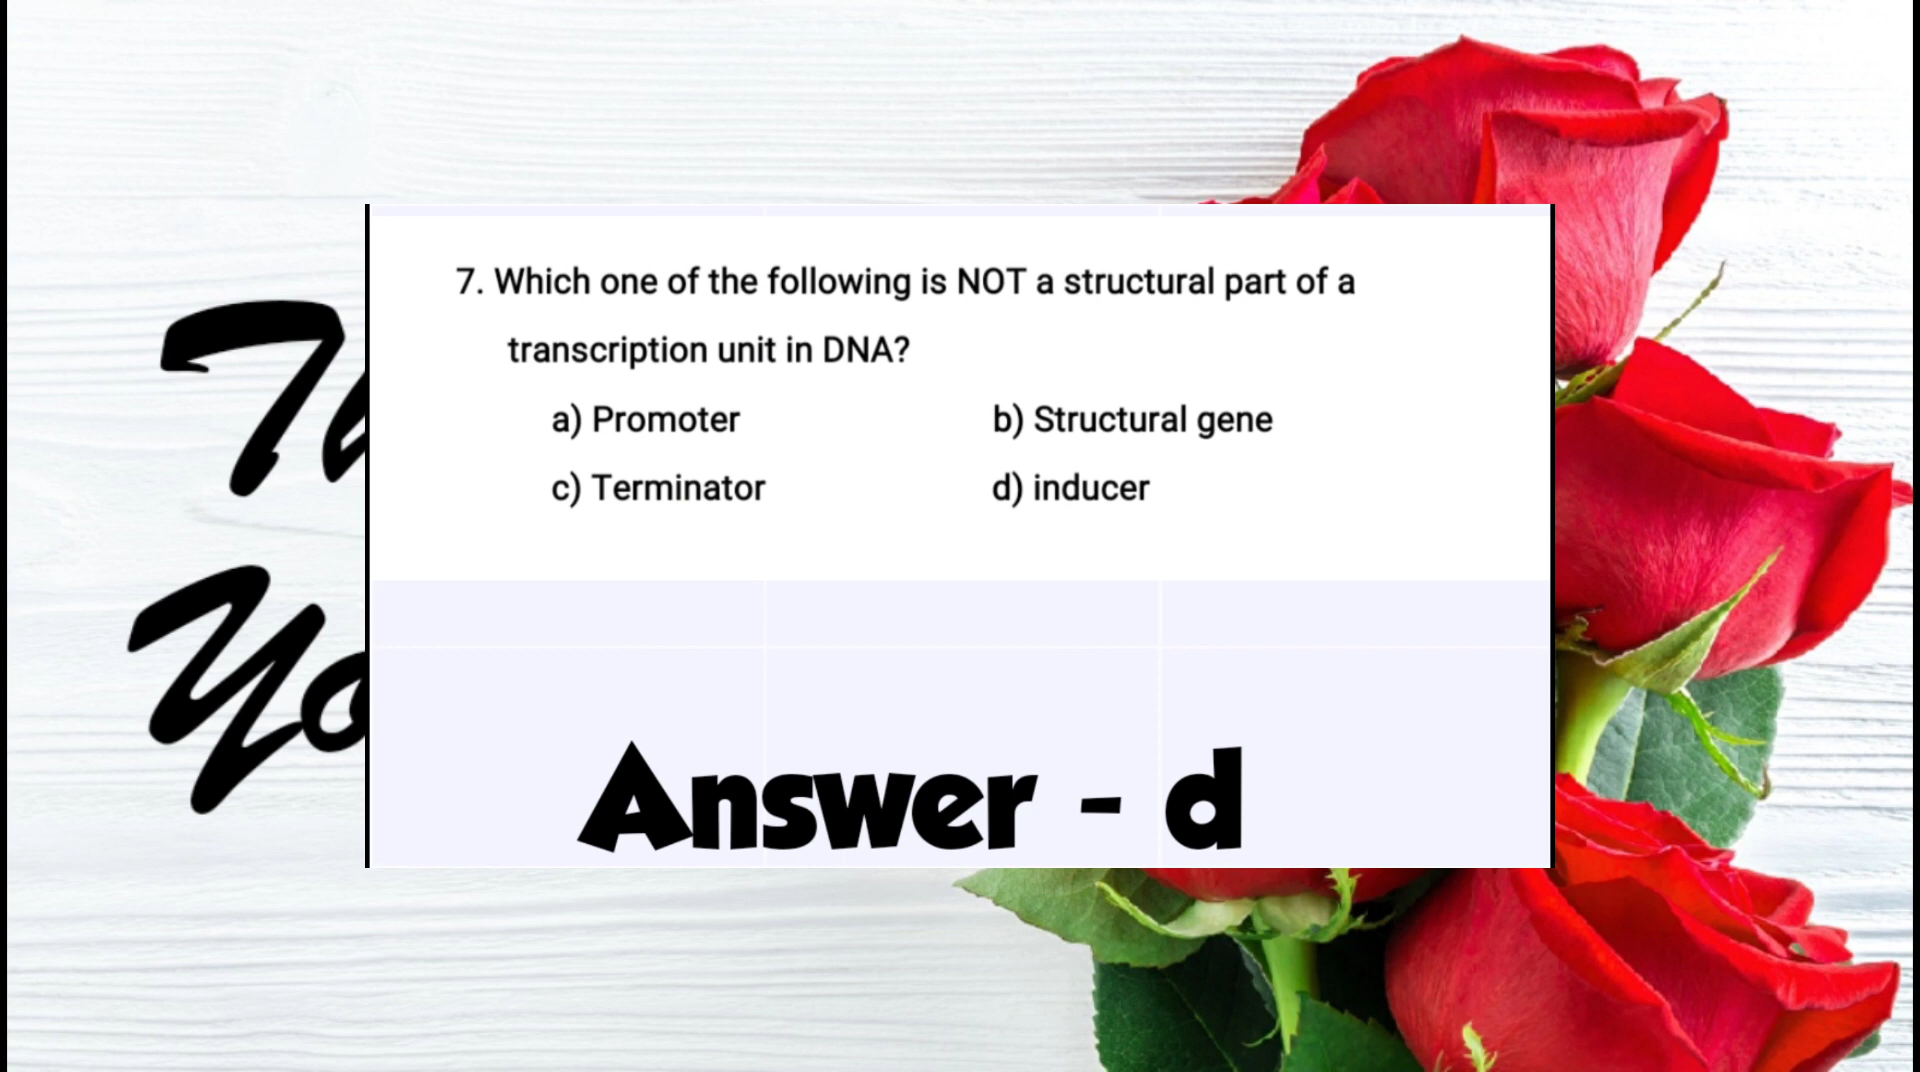 7. Which one of the following is NOT a structural part of a
transcription unit in DNA?
a) Promoter b) Structural gene
c) Terminator d) inducer
Answer - d